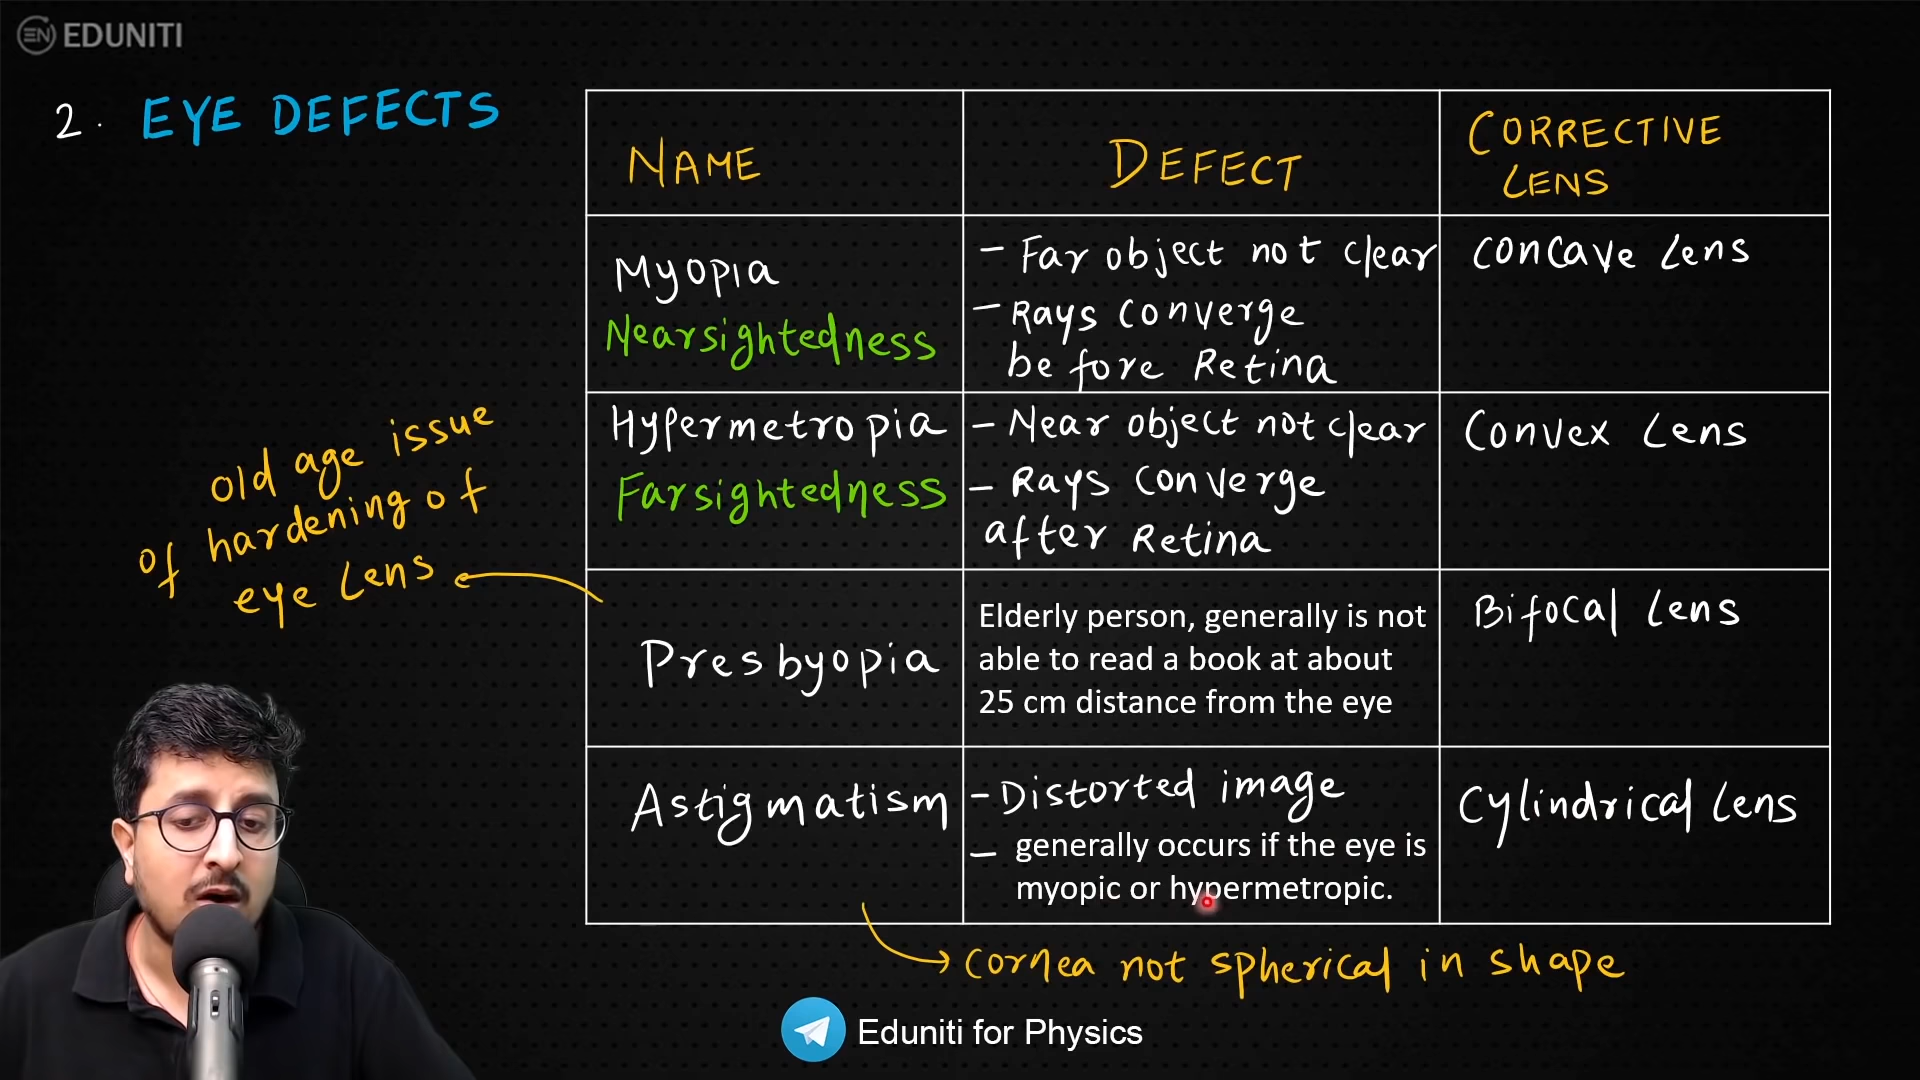 EN EDUNITI
2. EYE DEFECTS
NAME
DEFECT
CORRECTIVE
LENS
Myopia
Nearsightedness
- Far object not clear
- Rays converge
before Retina
Concave Lens
Hypermetropia
Farsightedness
- Near object not clear
- Rays converge
after Retina
Convex Lens
old age issue
of hardening of
eye Lens
Presbyopia
Elderly person, generally is not
able to read a book at about
25 cm distance from the eye
Bifocal Lens
Astigmatism
- Distorted image
- generally occurs if the eye is
myopic or hypermetropic.
Cylindrical Lens
→ Cornea not spherical in shape
Eduniti for Physics